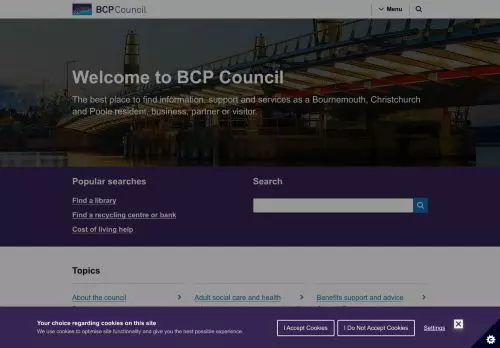 BCPCouncil
Menu
Welcome to BCP Council
The best place to find information, support and services as a Bournemouth, Christchurch
and Poole resident, business, partner or visitor.
Popular searches
Find a library
Find a recycling centre or bank
Cost of living help
Search
Topics
About the council
Adult social care and health
Benefits support and advice
Your choice regarding cookies on this site
We use cookies to optimise site functionality and give you the best possible experience.
I Accept Cookies
I Do Not Accept Cookies
Settings